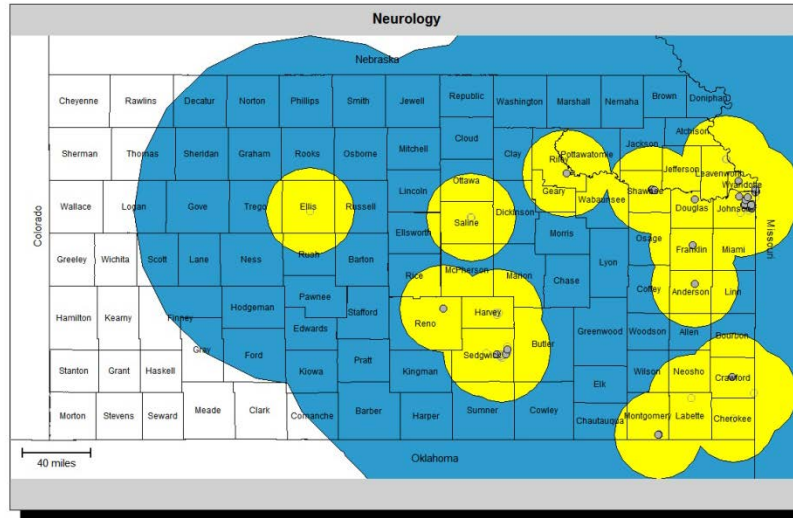 Neurology
Nebraska
Cheyenne Rawlins Decatur Norton Phillips Smith Jewell Republic Washington Marshall Nemaha Brown Doniphan
Atchison
Sherman Thomas Sheridan Graham Rooks Osborne Mitchell Cloud Clay Riley Pottawatomie Jackson
Jefferson Leavenworth
Wyandotte
Ottawa
Lincoln
Geary Wabaunsee Shawnee
Wallace Logan Gove Trego Ellis Russell Saline Dickinson Douglas Johnson
Colorado
Missouri
Ellsworth Morris Osage Franklin Miami
Greeley Wichita Scott Lane Ness Rush Barton Rice McPherson Marion Chase Lyon
Coffey Anderson Linn
Hamilton Kearny Finney Hodgeman Pawnee Stafford Reno Harvey
Edwards
Gray Ford Sedgwick Butler Greenwood Woodson Allen Bourbon
Stanton Grant Haskell Kiowa Pratt Kingman Elk Wilson Neosho Crawford
Morton Stevens Seward Meade Clark Comanche Barber Harper Sumner Cowley Chautauqua Montgomery Labette Cherokee
40 miles
Oklahoma